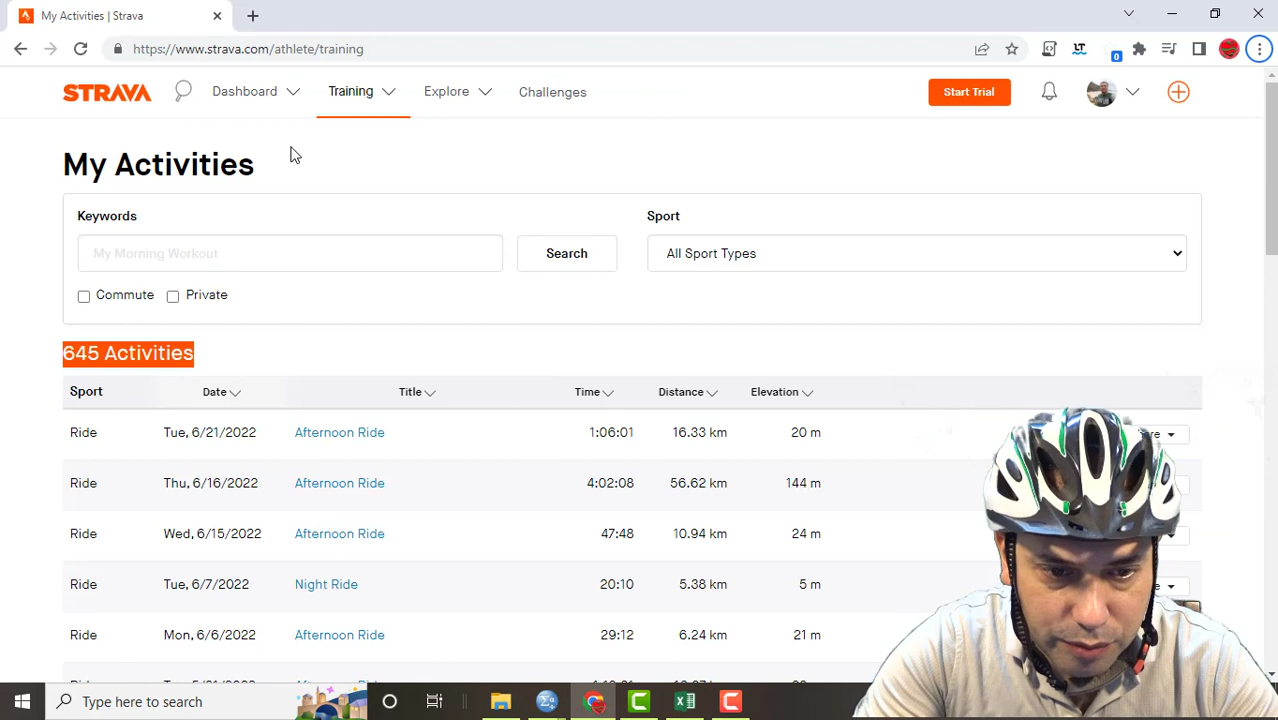 My Activities | Strava
https://www.strava.com/athlete/training
LT
0
STRAVA Dashboard Training Explore Challenges Start Trial
My Activities
Keywords Sport
My Morning Workout Search All Sport Types
Commute Private
645 Activities
Sport Date Title Time Distance Elevation
Ride Tue, 6/21/2022 Afternoon Ride 1:06:01 16.33 km 20 m
Ride Thu, 6/16/2022 Afternoon Ride 4:02:08 56.62 km 144 m
Ride Wed, 6/15/2022 Afternoon Ride 47:48 10.94 km 24 m
Ride Tue, 6/7/2022 Night Ride 20:10 5.38 km 5 m
Ride Mon, 6/6/2022 Afternoon Ride 29:12 6.24 km 21 m
Type here to search